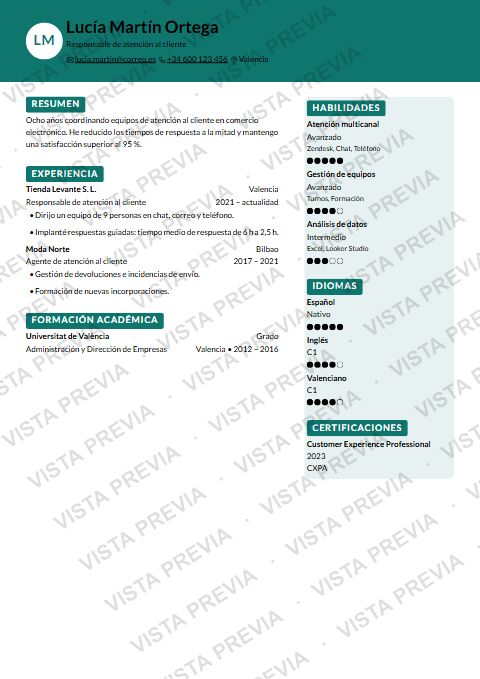 LM
Lucía Martín Ortega
Responsable de atención al cliente
lucia.martin@correo.es +34 600 123 456 Valencia
RESUMEN
Ocho años coordinando equipos de atención al cliente en comercio
electrónico. He reducido los tiempos de respuesta a la mitad y mantengo
una satisfacción superior al 95 %.
EXPERIENCIA
Tienda Levante S. L. Valencia
Responsable de atención al cliente 2021 – actualidad
• Dirijo un equipo de 9 personas en chat, correo y teléfono.
• Implanté respuestas guiadas: tiempo medio de respuesta de 6 h a 2,5 h.
Moda Norte Bilbao
Agente de atención al cliente 2017 – 2021
• Gestión de devoluciones e incidencias de envío.
• Formación de nuevas incorporaciones.
FORMACIÓN ACADÉMICA
Universitat de València Grado
Administración y Dirección de Empresas Valencia • 2012 – 2016
HABILIDADES
Atención multicanal
Avanzado
Zendesk, Chat, Teléfono
Gestión de equipos
Avanzado
Turnos, Formación
Análisis de datos
Intermedio
Excel, Looker Studio
IDIOMAS
Español
Nativo
Inglés
C1
Valenciano
C1
CERTIFICACIONES
Customer Experience Professional
2023
CXPA
VISTA PREVIA